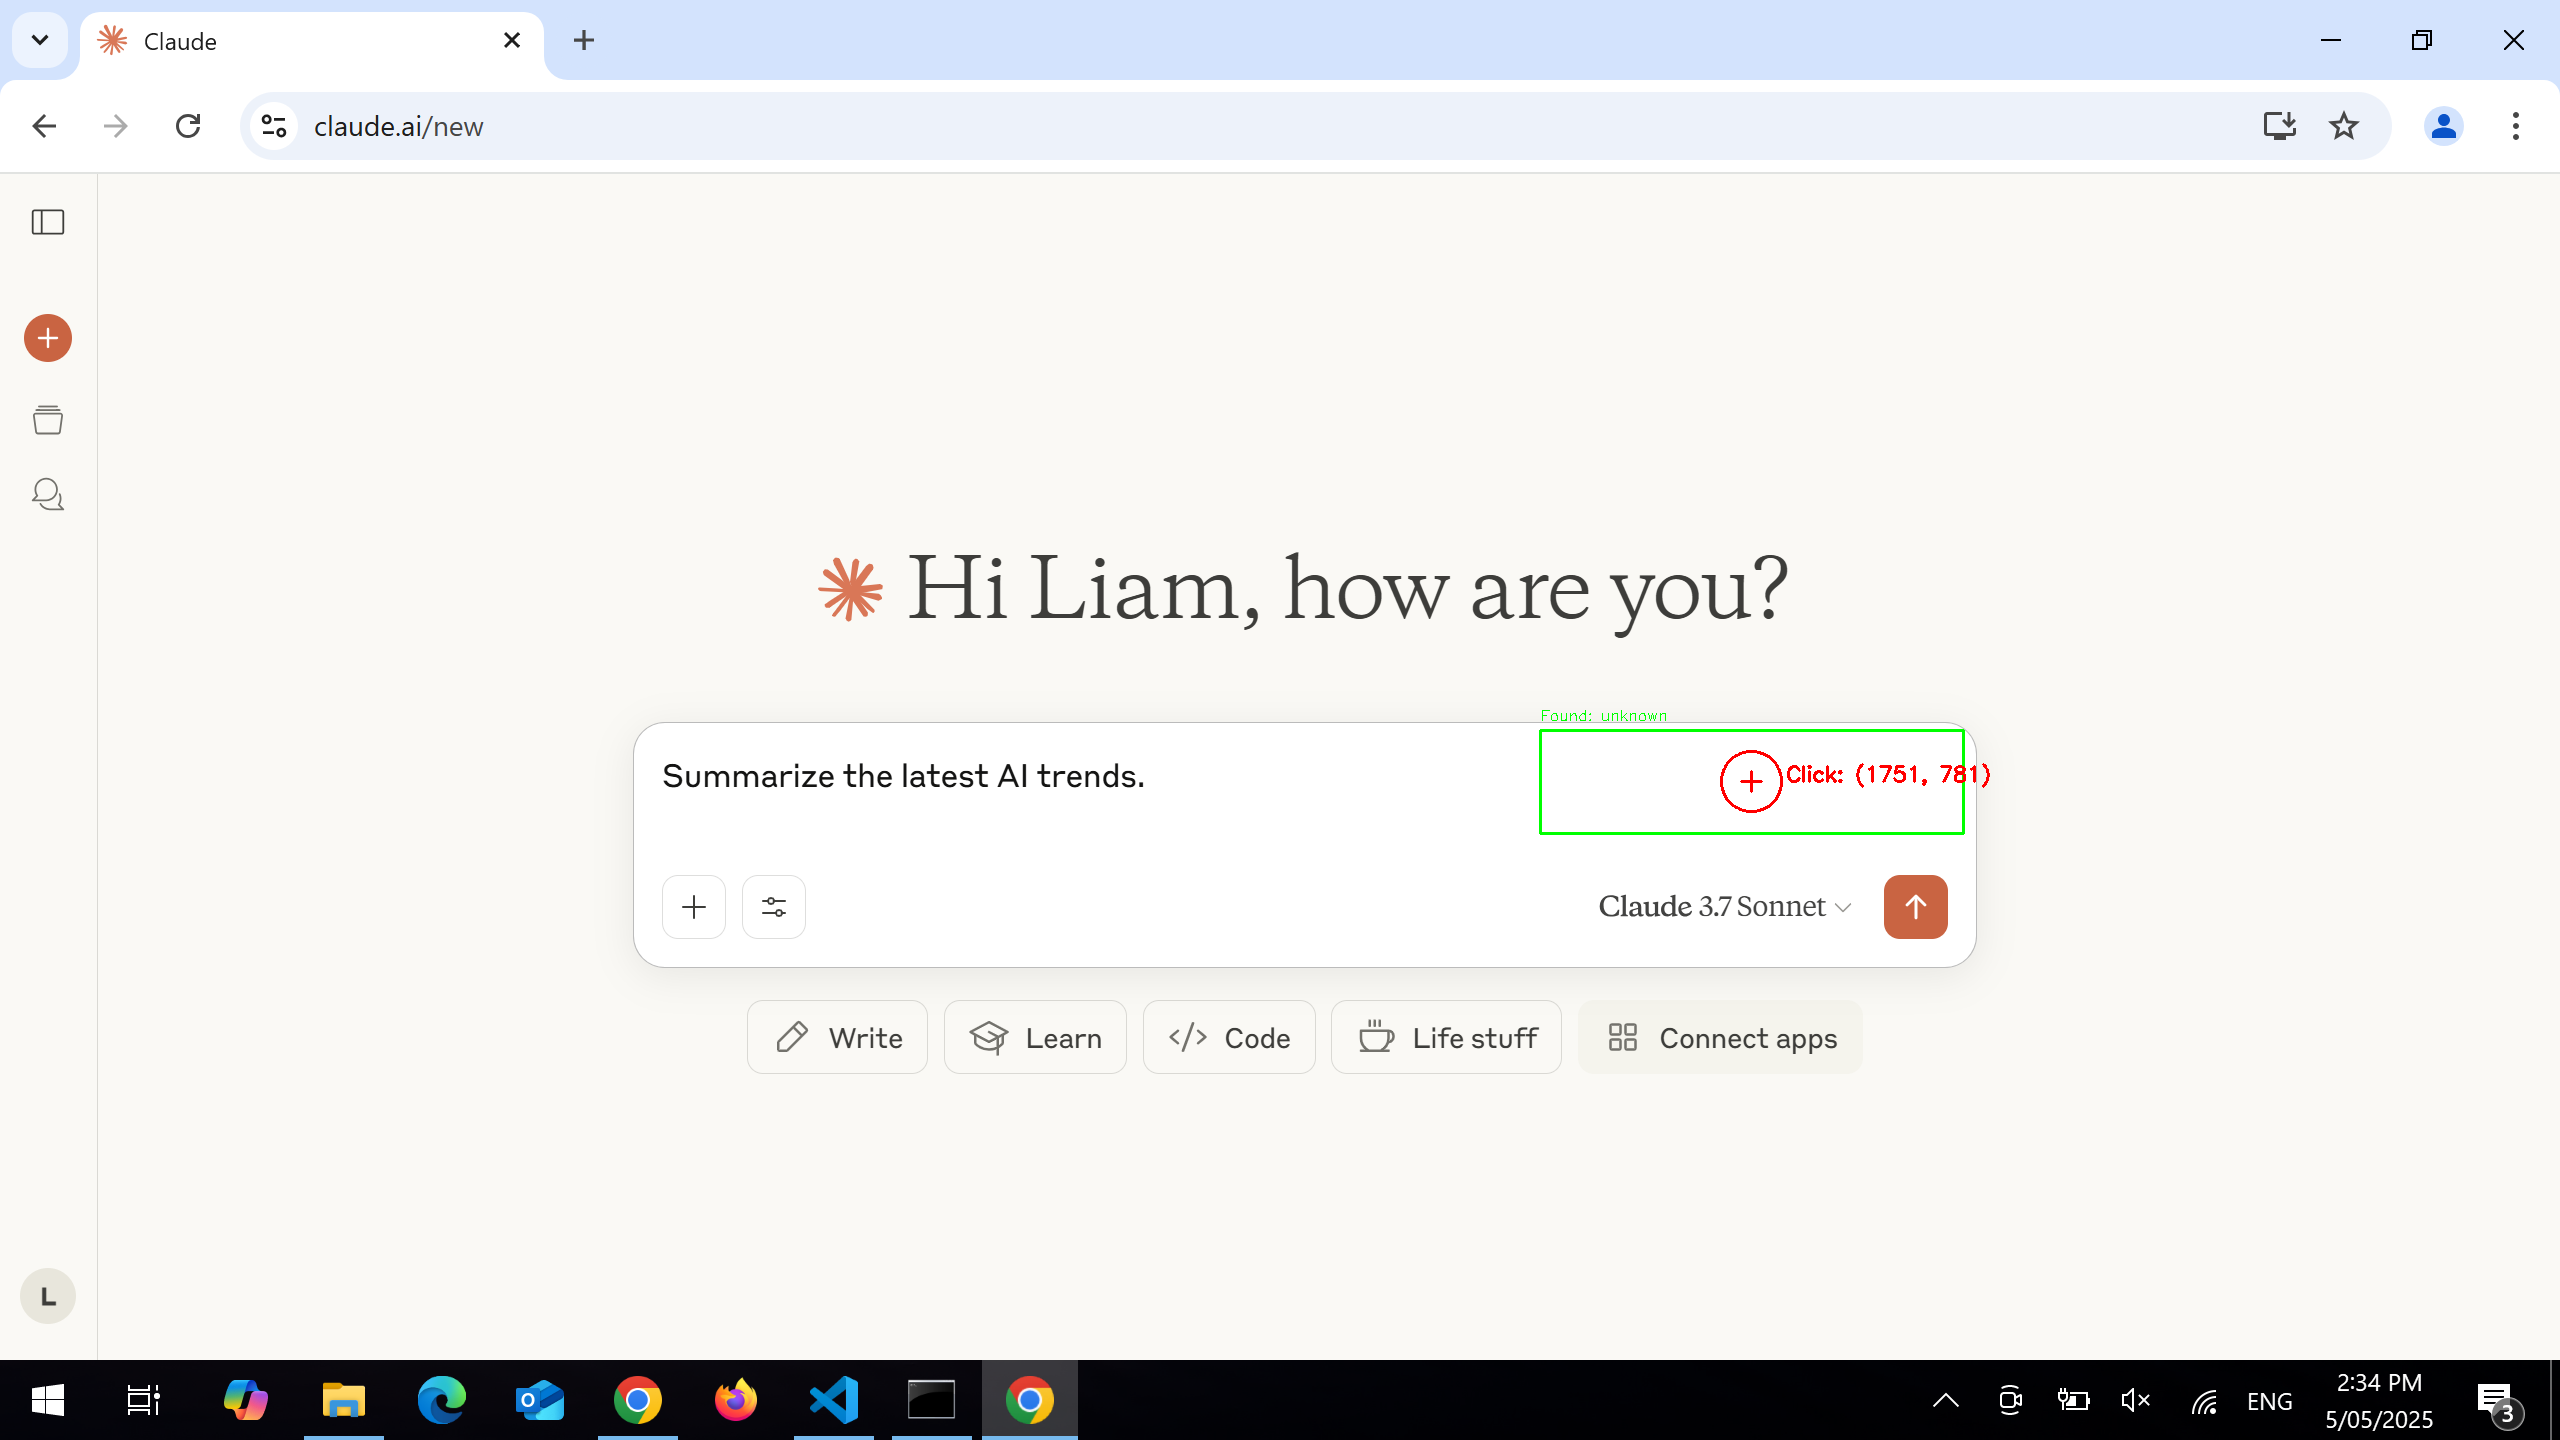 Claude
claude.ai/new
Hi Liam, how are you?
Found: unknown
Summarize the latest AI trends.
Click: (1751, 781)
Claude 3.7 Sonnet
Write
Learn
Code
Life stuff
Connect apps
L
ENG
2:34 PM
5/05/2025
3